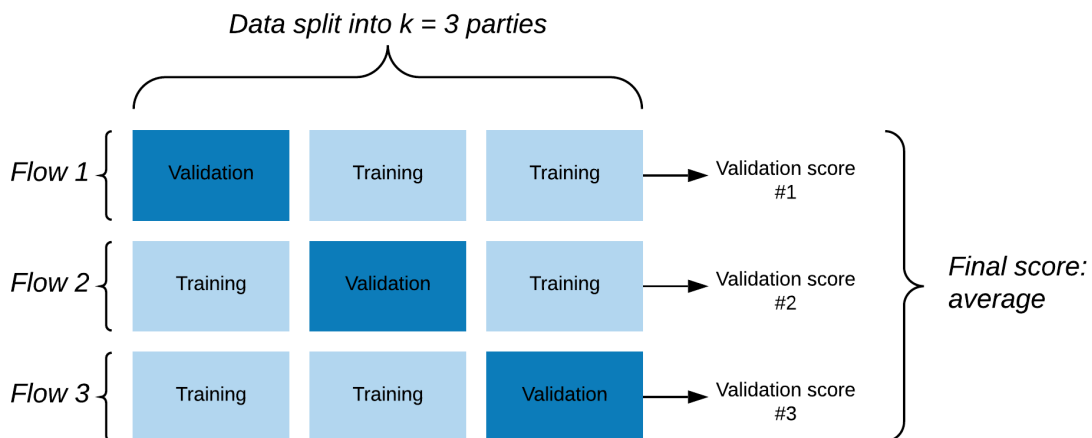 Data split into k = 3 parties
Flow 1
Validation
Training
Training
Validation score
#1
Flow 2
Training
Validation
Training
Validation score
#2
Final score:
average
Flow 3
Training
Training
Validation
Validation score
#3